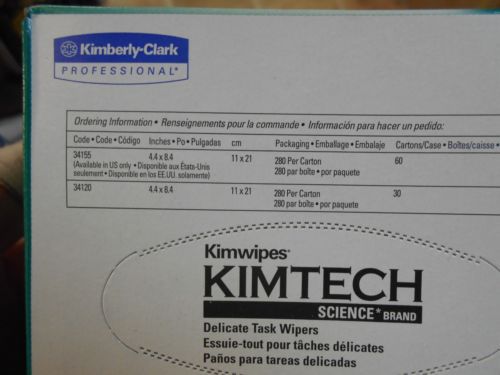 Kimberly-Clark
PROFESSIONAL*
Ordering Information • Renseignements pour la commande • Información para hacer un pedido:
Code • Code • Código Inches • Po • Pulgadas cm Packaging • Emballage • Embalaje Cartons/Case • Boîtes/caisse •
34155 4.4 x 8.4 11 x 21 280 Per Carton 60
(Available in US only • Disponible aux États-Unis 280 par boîte • por paquete
seulement • Disponible en los EE.UU. solamente)
34120 4.4 x 8.4 11 x 21 280 Per Carton 30
280 par boîte • por paquete
Kimwipes*
KIMTECH
SCIENCE* BRAND
Delicate Task Wipers
Essuie-tout pour tâches délicates
Paños para tareas delicadas